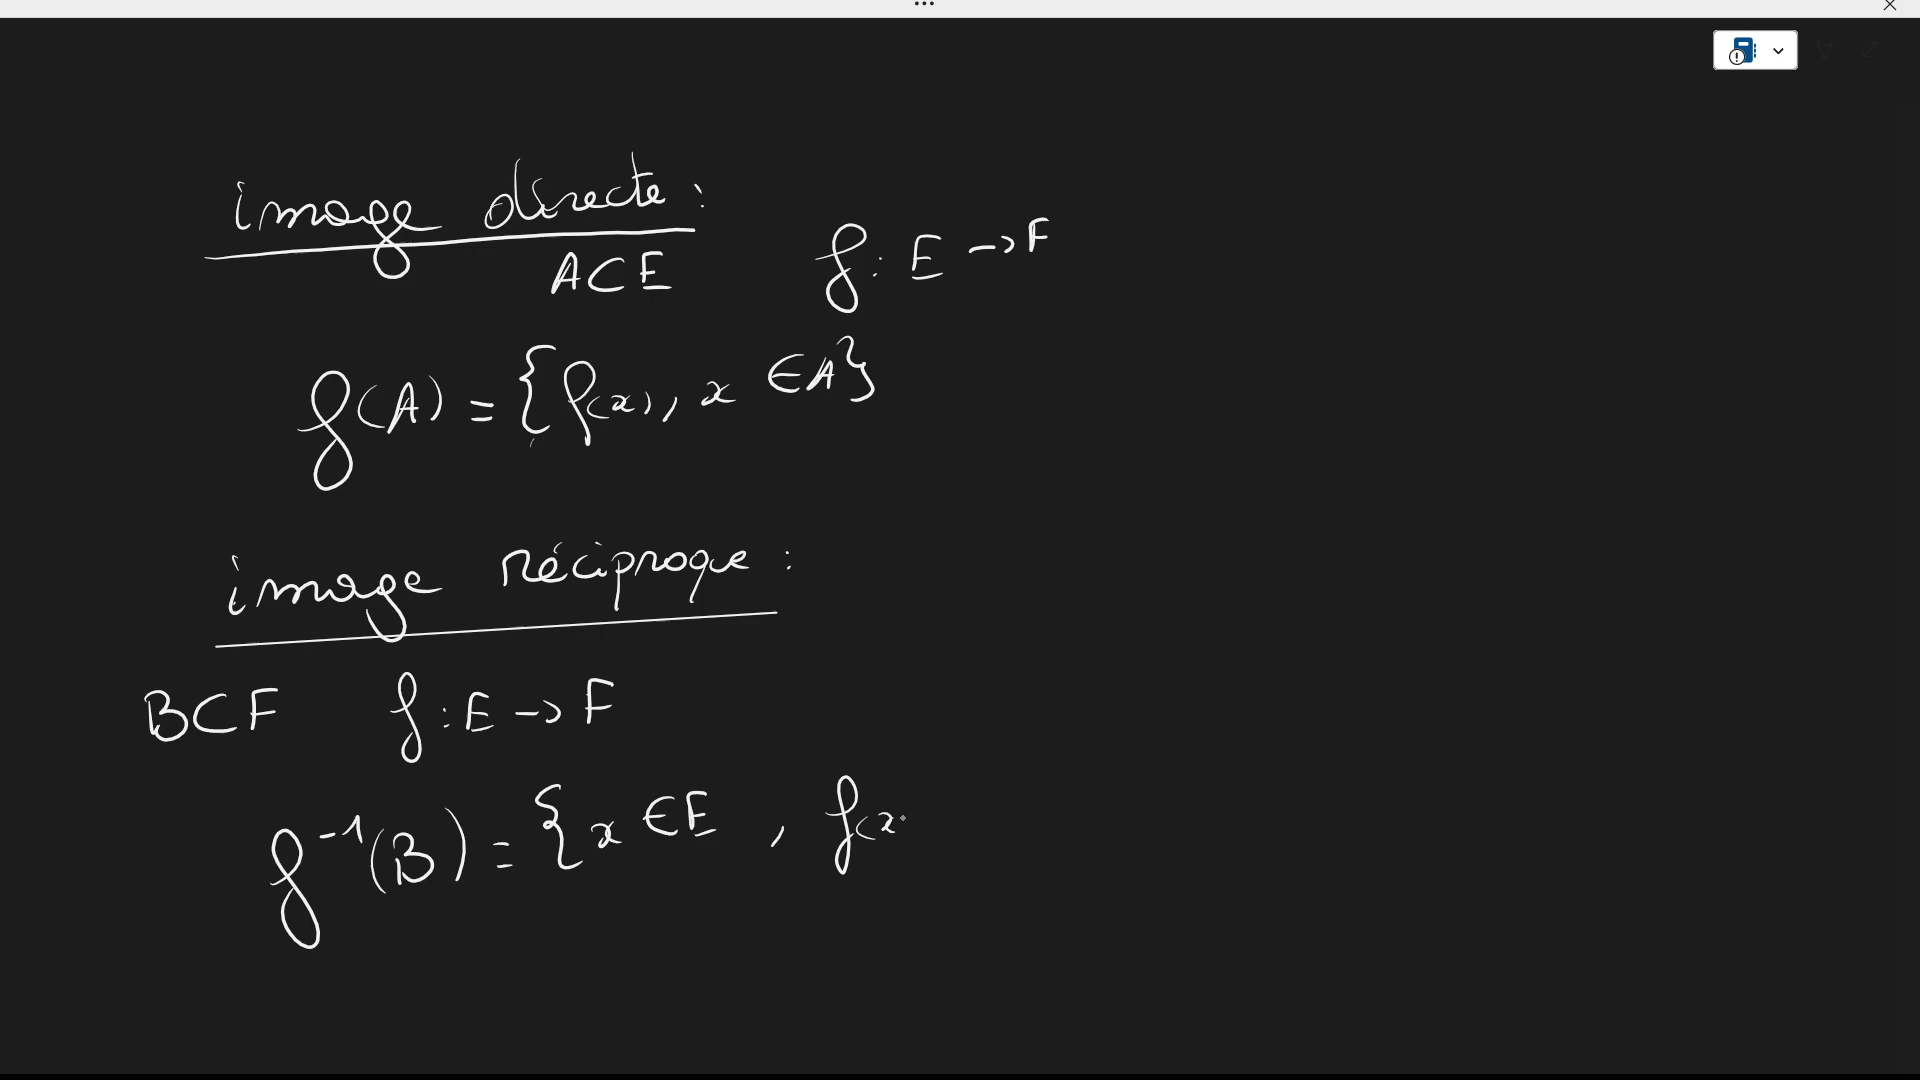 image directe :
A⊂E f : E → F
f(A) = {f(x), x ∈ A}
image réciproque :
B⊂F f : E → F
f⁻¹(B) = {x ∈ E , f(x